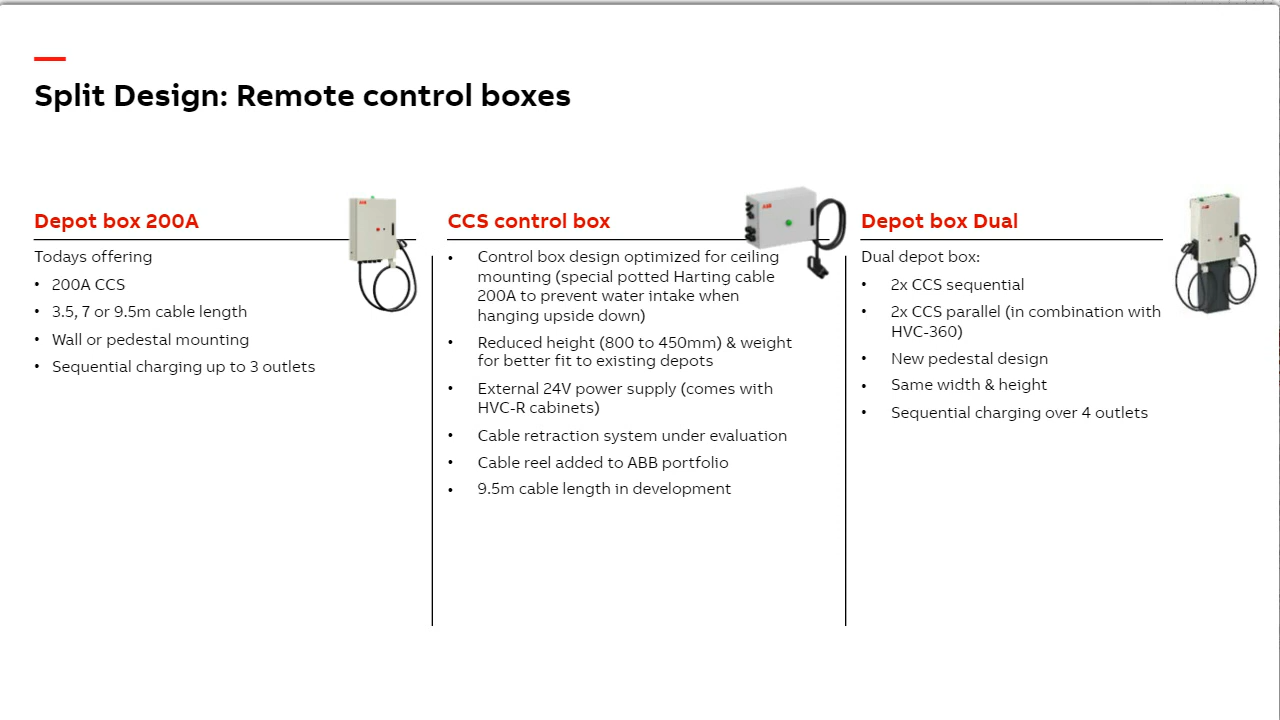 Split Design: Remote control boxes
Depot box 200A
Todays offering
• 200A CCS
• 3.5, 7 or 9.5m cable length
• Wall or pedestal mounting
• Sequential charging up to 3 outlets
CCS control box
• Control box design optimized for ceiling
mounting (special potted Harting cable
200A to prevent water intake when
hanging upside down)
• Reduced height (800 to 450mm) & weight
for better fit to existing depots
• External 24V power supply (comes with
HVC-R cabinets)
• Cable retraction system under evaluation
• Cable reel added to ABB portfolio
• 9.5m cable length in development
Depot box Dual
Dual depot box:
• 2x CCS sequential
• 2x CCS parallel (in combination with
HVC-360)
• New pedestal design
• Same width & height
• Sequential charging over 4 outlets
ABB
ABB
ABB